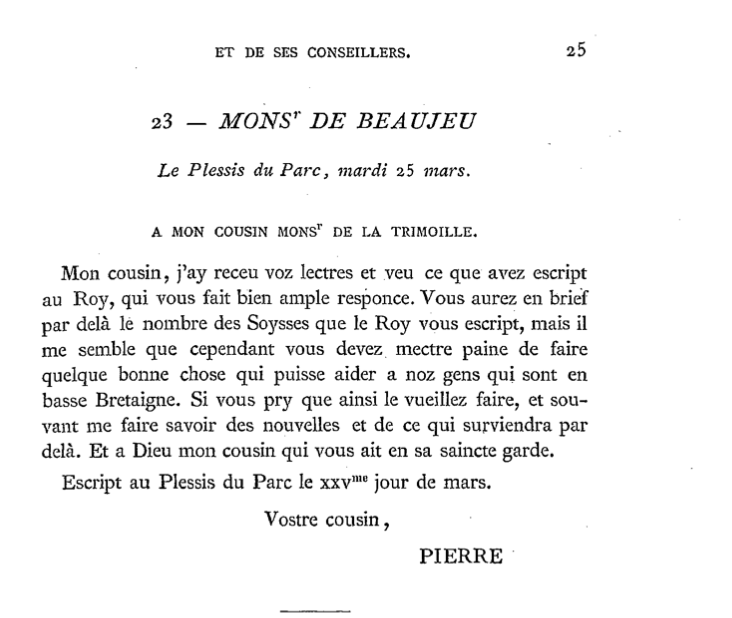 ET DE SES CONSEILLERS. 25
23 — MONSr DE BEAUJEU
Le Plessis du Parc, mardi 25 mars.
A MON COUSIN MONSr DE LA TRIMOILLE.
Mon cousin, j'ay receu voz lectres et veu ce que avez escript
au Roy, qui vous fait bien ample responce. Vous aurez en brief
par delà le nombre des Soysses que le Roy vous escript, mais il
me semble que cependant vous devez mectre paine de faire
quelque bonne chose qui puisse aider a noz gens qui sont en
basse Bretaigne. Si vous pry que ainsi le vueillez faire, et sou-
vant me faire savoir des nouvelles et de ce qui surviendra par
delà. Et a Dieu mon cousin qui vous ait en sa saincte garde.
Escript au Plessis du Parc le xxvme jour de mars.
Vostre cousin,
PIERRE